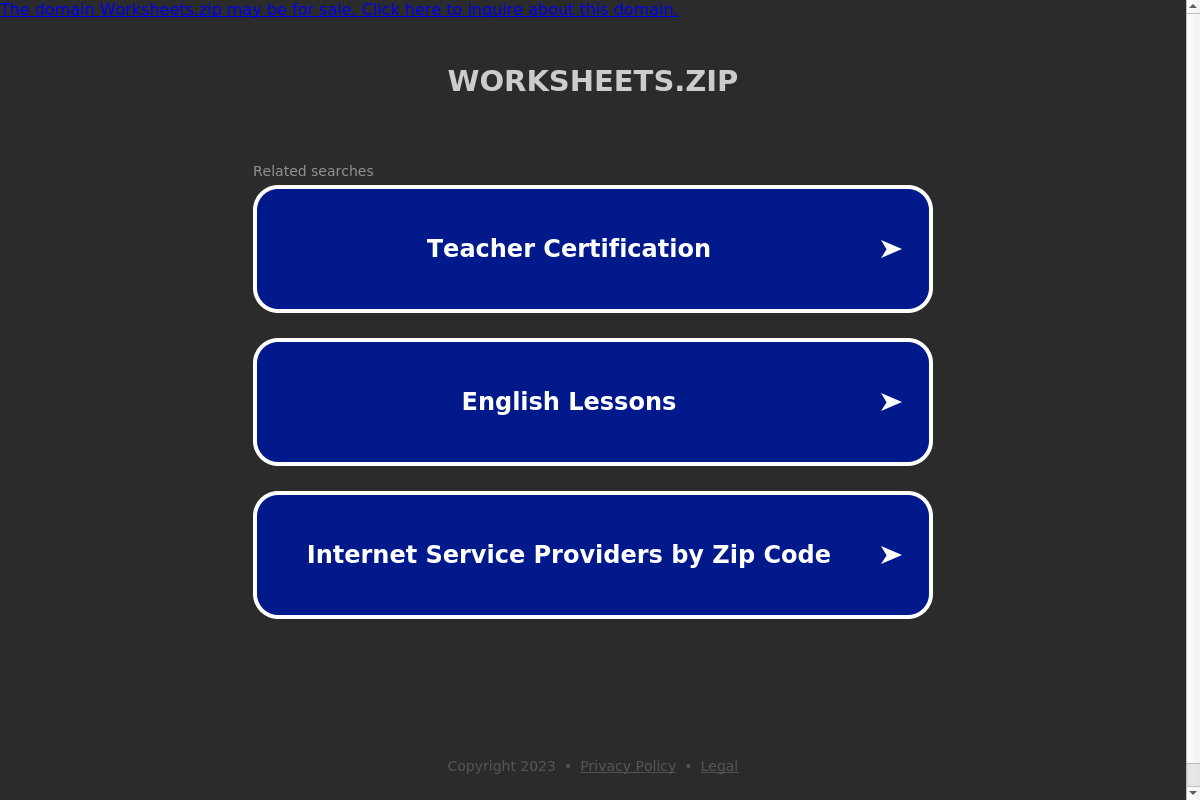 The domain Worksheets.zip may be for sale. Click here to inquire about this domain.
WORKSHEETS.ZIP
Related searches
Teacher Certification
English Lessons
Internet Service Providers by Zip Code
Copyright 2023 • Privacy Policy • Legal